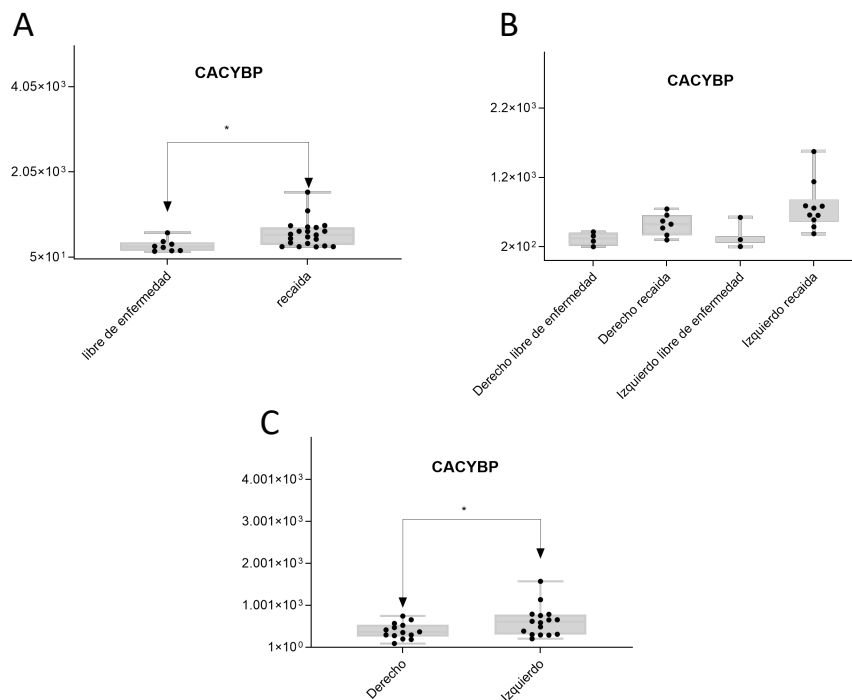 A
CACYBP
4.05×10³
*
2.05×10³
5×10¹
libre de enfermedad
recaida
B
CACYBP
2.2×10³
1.2×10³
2×10²
Derecho libre de enfermedad
Derecho recaida
Izquierdo libre de enfermedad
Izquierdo recaida
C
CACYBP
4.001×10³
*
3.001×10³
2.001×10³
1.001×10³
1×10⁰
Derecho
Izquierdo